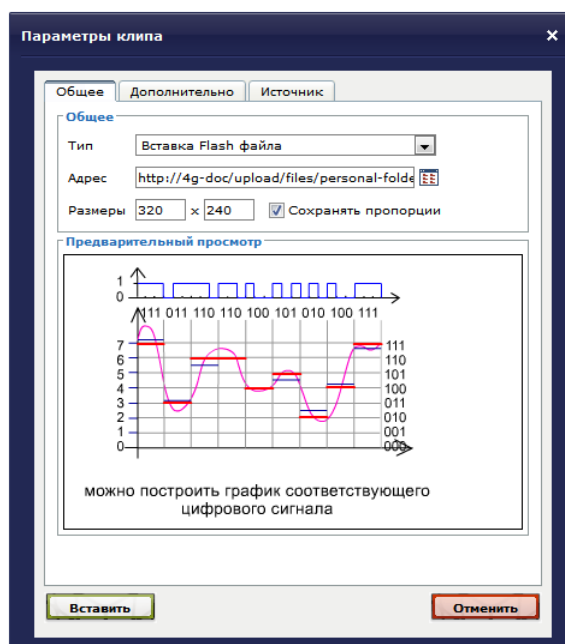 Параметры клипа
Общее Дополнительно Источник
Общее
Тип Вставка Flash файла
Адрес http://4g-doc/upload/files/personal-folde
Размеры 320 x 240 Сохранять пропорции
Предварительный просмотр
1
0
111 011 110 110 100 101 010 100 111
7 111
6 110
5 101
4 100
3 011
2 010
1 001
0 000
можно построить график соответствующего
цифрового сигнала
Вставить Отменить